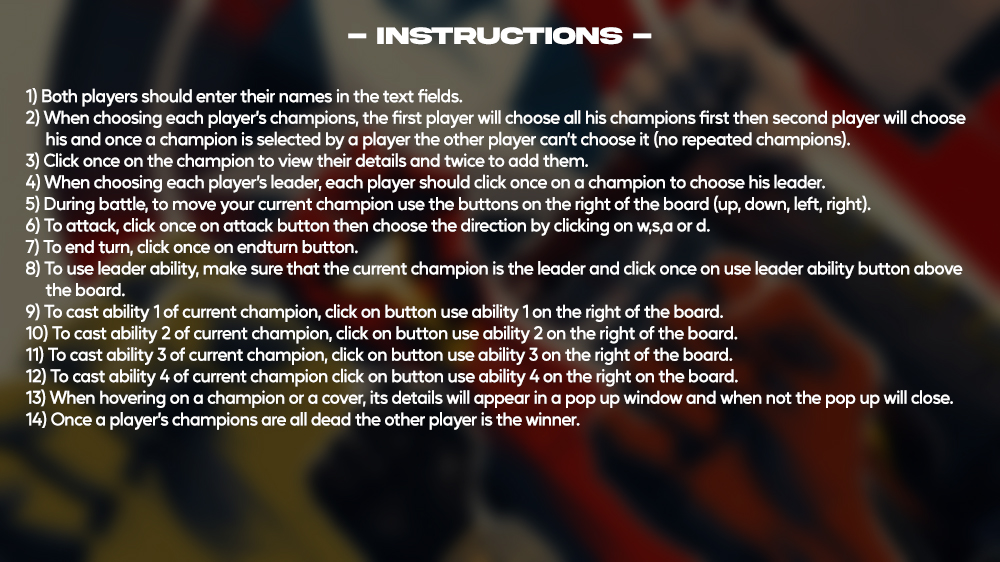 – INSTRUCTIONS –
1) Both players should enter their names in the text fields.
2) When choosing each player's champions, the first player will choose all his champions first then second player will choose
his and once a champion is selected by a player the other player can't choose it (no repeated champions).
3) Click once on the champion to view their details and twice to add them.
4) When choosing each player's leader, each player should click once on a champion to choose his leader.
5) During battle, to move your current champion use the buttons on the right of the board (up, down, left, right).
6) To attack, click once on attack button then choose the direction by clicking on w,s,a or d.
7) To end turn, click once on endturn button.
8) To use leader ability, make sure that the current champion is the leader and click once on use leader ability button above
the board.
9) To cast ability 1 of current champion, click on button use ability 1 on the right of the board.
10) To cast ability 2 of current champion, click on button use ability 2 on the right of the board.
11) To cast ability 3 of current champion, click on button use ability 3 on the right of the board.
12) To cast ability 4 of current champion click on button use ability 4 on the right on the board.
13) When hovering on a champion or a cover, its details will appear in a pop up window and when not the pop up will close.
14) Once a player's champions are all dead the other player is the winner.